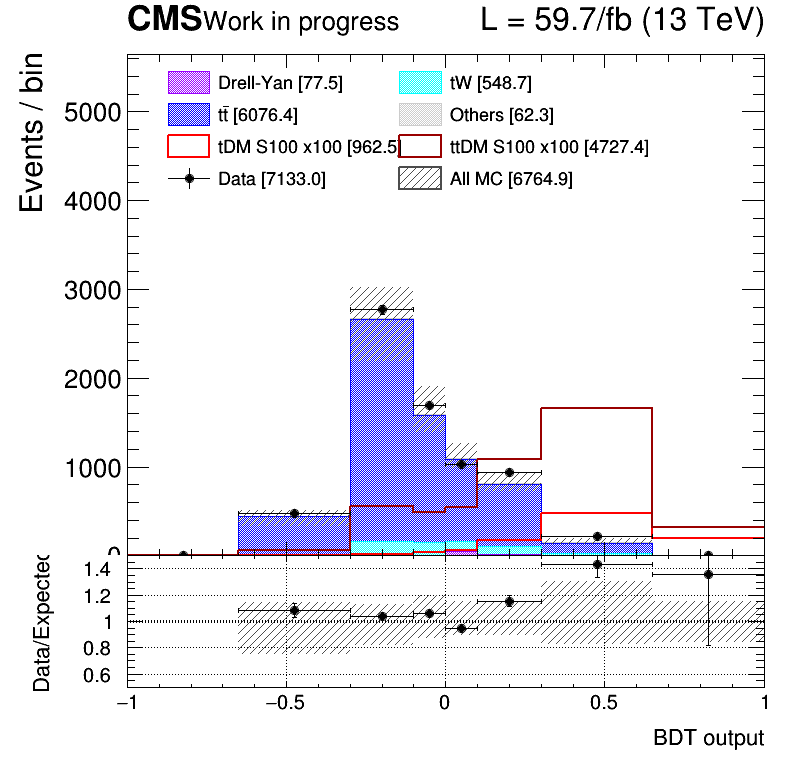 CMS Work in progress L = 59.7/fb (13 TeV)
Events / bin
5000
4000
3000
2000
1000
0
Drell-Yan [77.5]
tW [548.7]
tt̄ [6076.4]
Others [62.3]
tDM S100 x100 [962.5]
ttDM S100 x100 [4727.4]
Data [7133.0]
All MC [6764.9]
Data/Expected
1.4
1.2
1
0.8
0.6
−1 −0.5 0 0.5 1
BDT output